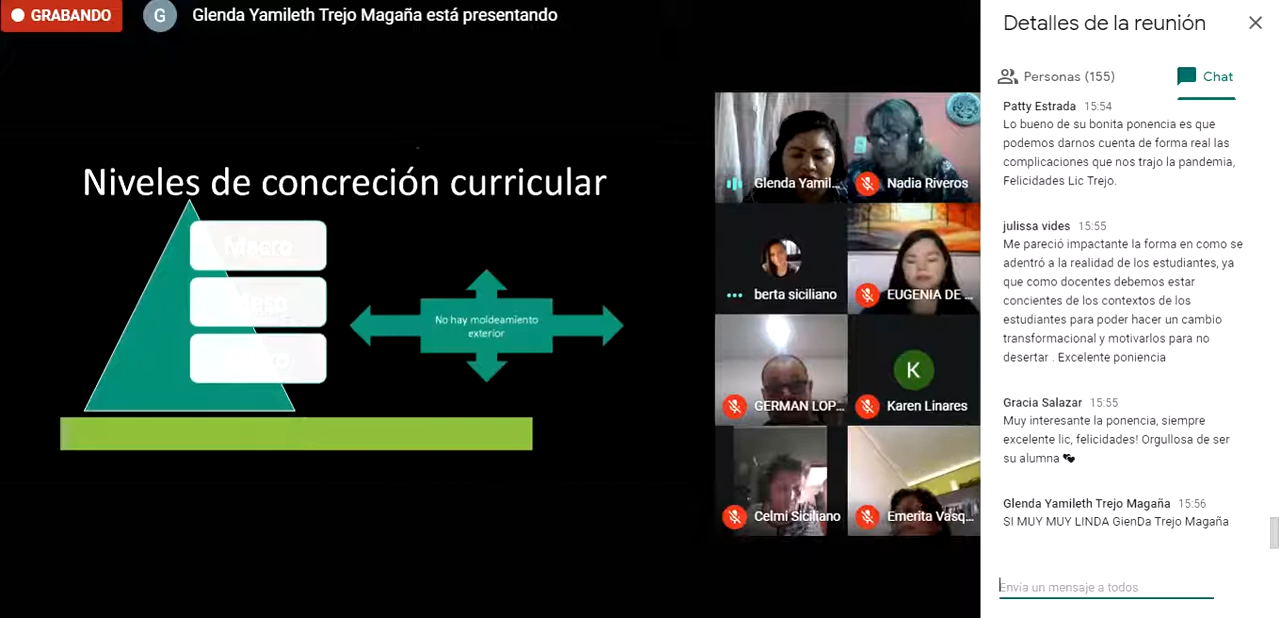 GRABANDO
G
Glenda Yamileth Trejo Magaña está presentando
Niveles de concreción curricular
Macro
Meso
No hay moldeamiento
exterior
Glenda Yamil...
Nadia Riveros
berta siciliano
EUGENIA DE ...
GERMAN LOP...
K
Karen Linares
Celmi Siciliano
Emerita Vasq...
Detalles de la reunión
Personas (155)
Chat
Patty Estrada 15:54
Lo bueno de su bonita ponencia es que
podemos darnos cuenta de forma real las
complicaciones que nos trajo la pandemia,
Felicidades Lic Trejo.
julissa vides 15:55
Me pareció impactante la forma en como se
adentró a la realidad de los estudiantes, ya
que como docentes debemos estar
concientes de los contextos de los
estudiantes para poder hacer un cambio
transformacional y motivarlos para no
desertar . Excelente poniencia
Gracia Salazar 15:55
Muy interesante la ponencia, siempre
excelente lic, felicidades! Orgullosa de ser
su alumna
Glenda Yamileth Trejo Magaña 15:56
SI MUY MUY LINDA GienDa Trejo Magaña
Envía un mensaje a todos